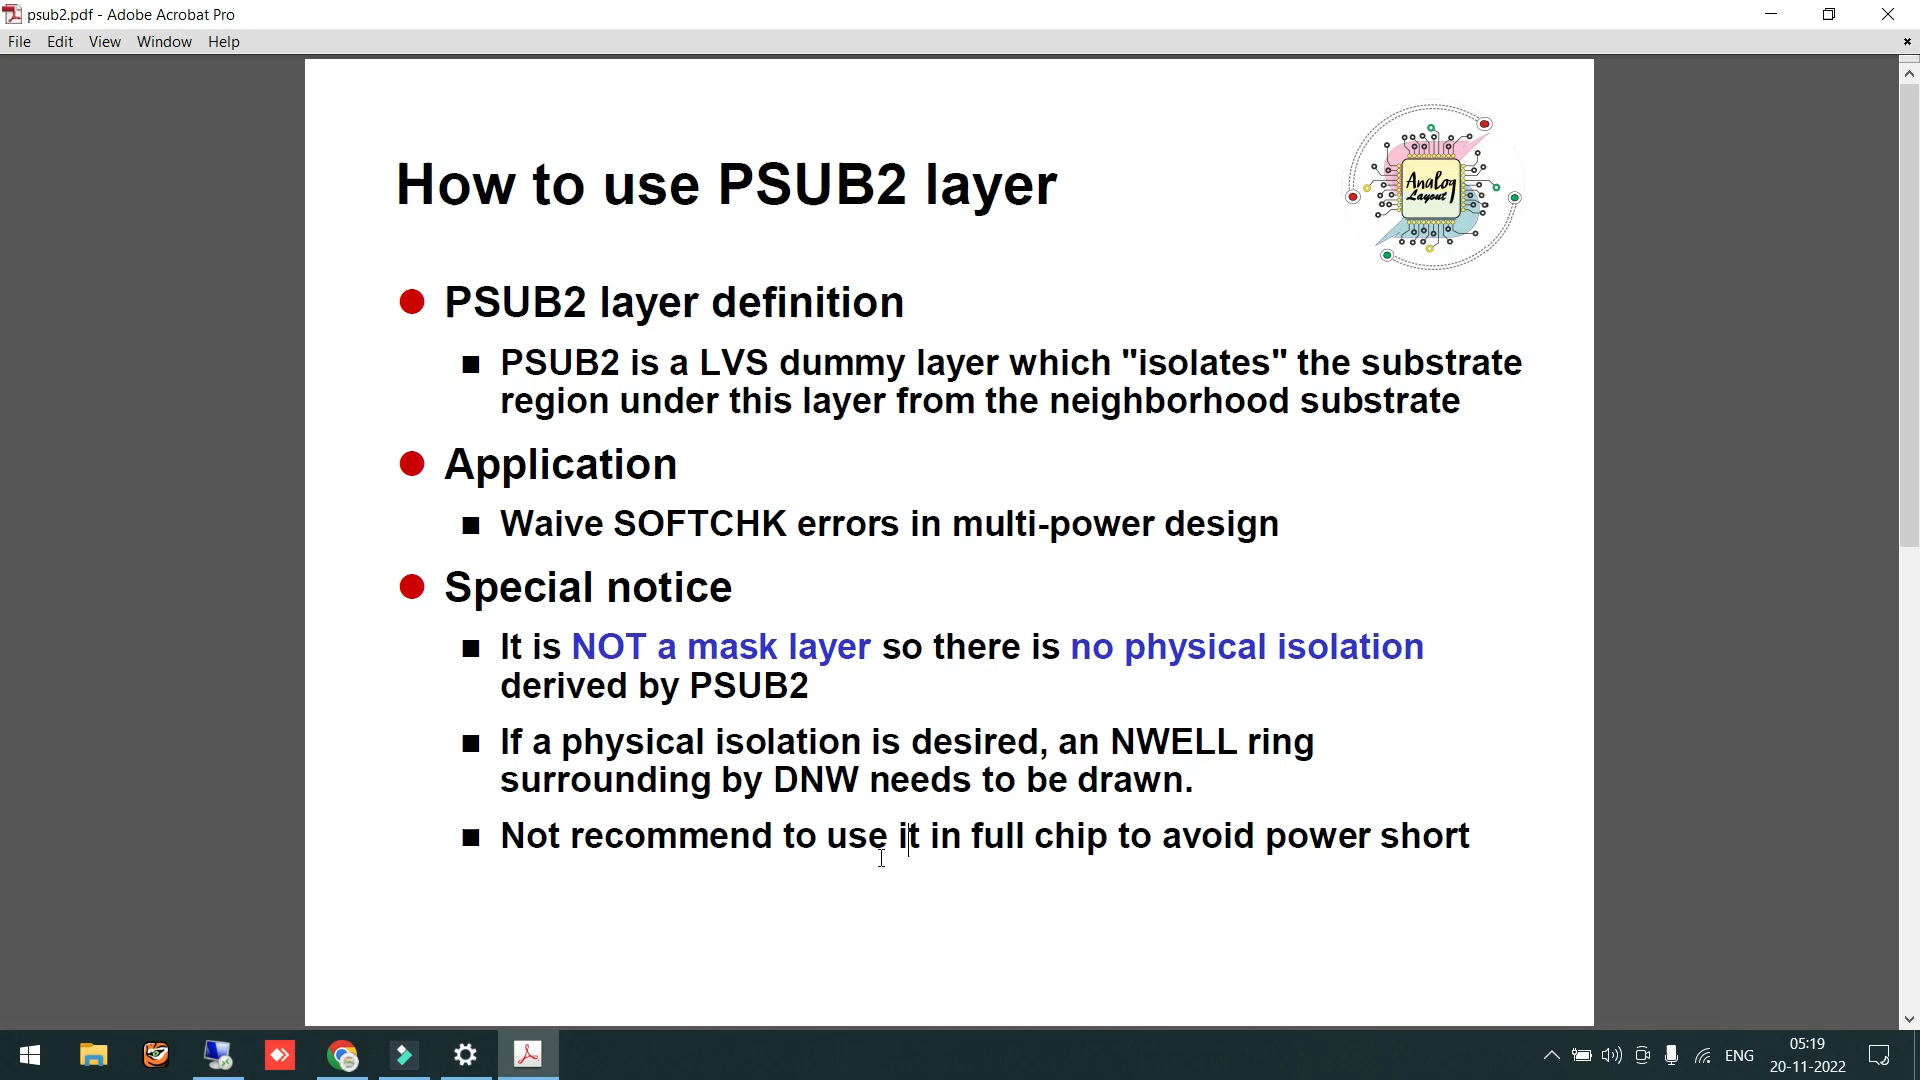 psub2.pdf - Adobe Acrobat Pro
File Edit View Window Help
Analog
Layout
How to use PSUB2 layer
PSUB2 layer definition
PSUB2 is a LVS dummy layer which "isolates" the substrate
region under this layer from the neighborhood substrate
Application
Waive SOFTCHK errors in multi-power design
Special notice
It is NOT a mask layer so there is no physical isolation
derived by PSUB2
If a physical isolation is desired, an NWELL ring
surrounding by DNW needs to be drawn.
Not recommend to use it in full chip to avoid power short
ENG
05:19
20-11-2022